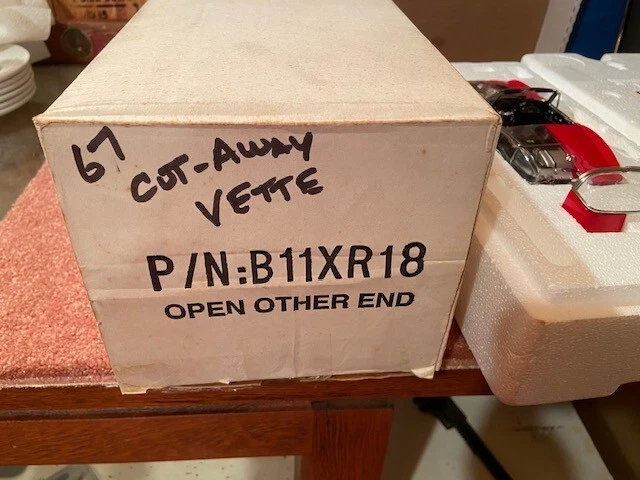 67
CUT-AWAY
VETTE
P/N:B11XR18
OPEN OTHER END